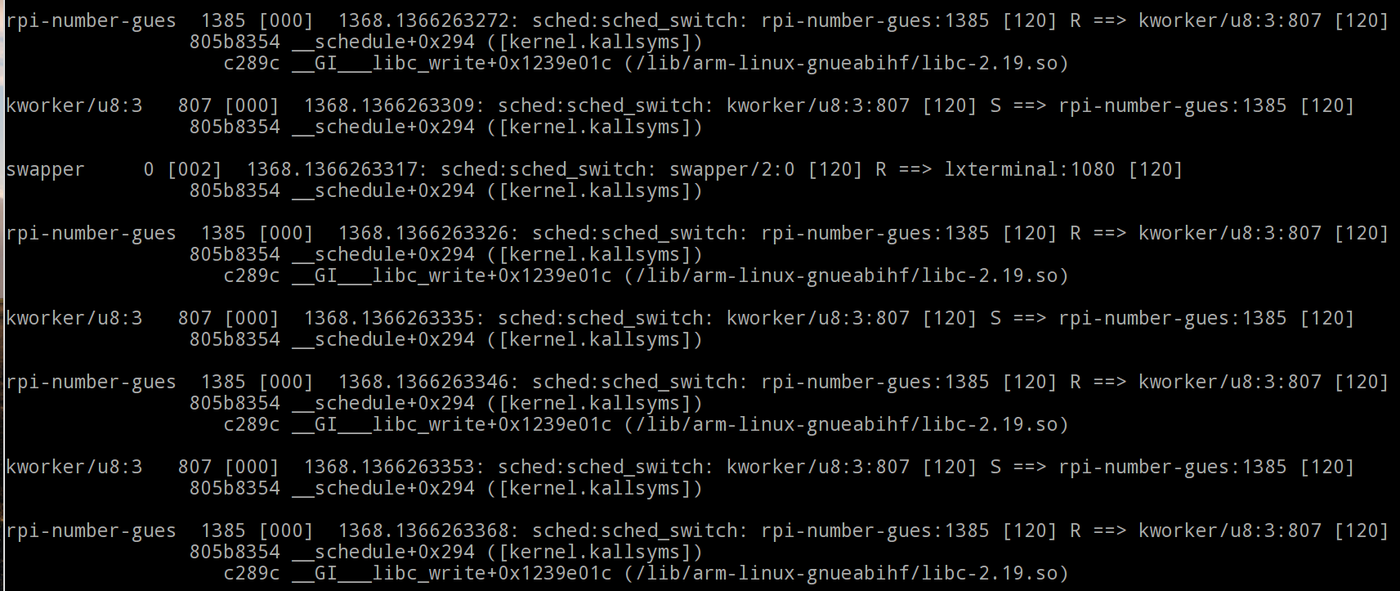 rpi-number-gues  1385 [000]  1368.1366263272: sched:sched_switch: rpi-number-gues:1385 [120] R ==> kworker/u8:3:807 [120]
805b8354 __schedule+0x294 ([kernel.kallsyms])
c289c __GI___libc_write+0x1239e01c (/lib/arm-linux-gnueabihf/libc-2.19.so)
kworker/u8:3   807 [000]  1368.1366263309: sched:sched_switch: kworker/u8:3:807 [120] S ==> rpi-number-gues:1385 [120]
805b8354 __schedule+0x294 ([kernel.kallsyms])
swapper     0 [002]  1368.1366263317: sched:sched_switch: swapper/2:0 [120] R ==> lxterminal:1080 [120]
805b8354 __schedule+0x294 ([kernel.kallsyms])
rpi-number-gues  1385 [000]  1368.1366263326: sched:sched_switch: rpi-number-gues:1385 [120] R ==> kworker/u8:3:807 [120]
805b8354 __schedule+0x294 ([kernel.kallsyms])
c289c __GI___libc_write+0x1239e01c (/lib/arm-linux-gnueabihf/libc-2.19.so)
kworker/u8:3   807 [000]  1368.1366263335: sched:sched_switch: kworker/u8:3:807 [120] S ==> rpi-number-gues:1385 [120]
805b8354 __schedule+0x294 ([kernel.kallsyms])
rpi-number-gues  1385 [000]  1368.1366263346: sched:sched_switch: rpi-number-gues:1385 [120] R ==> kworker/u8:3:807 [120]
805b8354 __schedule+0x294 ([kernel.kallsyms])
c289c __GI___libc_write+0x1239e01c (/lib/arm-linux-gnueabihf/libc-2.19.so)
kworker/u8:3   807 [000]  1368.1366263353: sched:sched_switch: kworker/u8:3:807 [120] S ==> rpi-number-gues:1385 [120]
805b8354 __schedule+0x294 ([kernel.kallsyms])
rpi-number-gues  1385 [000]  1368.1366263368: sched:sched_switch: rpi-number-gues:1385 [120] R ==> kworker/u8:3:807 [120]
805b8354 __schedule+0x294 ([kernel.kallsyms])
c289c __GI___libc_write+0x1239e01c (/lib/arm-linux-gnueabihf/libc-2.19.so)